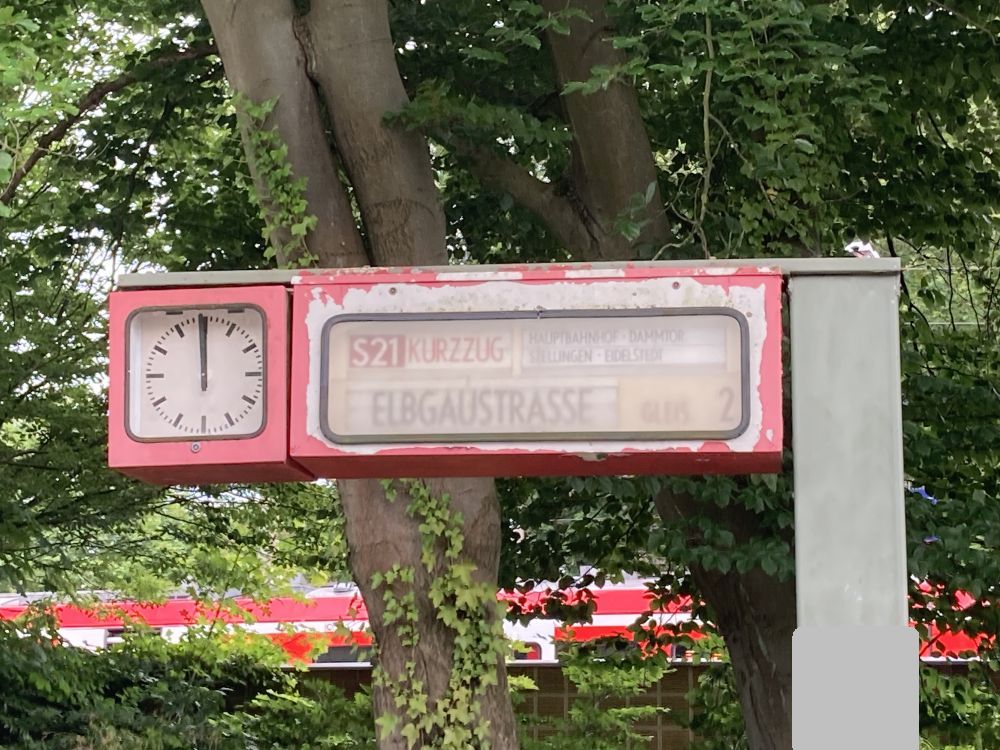 S21 KURZZUG
HAUPTBAHNHOF · DAMMTOR
STELLINGEN · EIDELSTEDT
ELBGAUSTRASSE
GLEIS 2